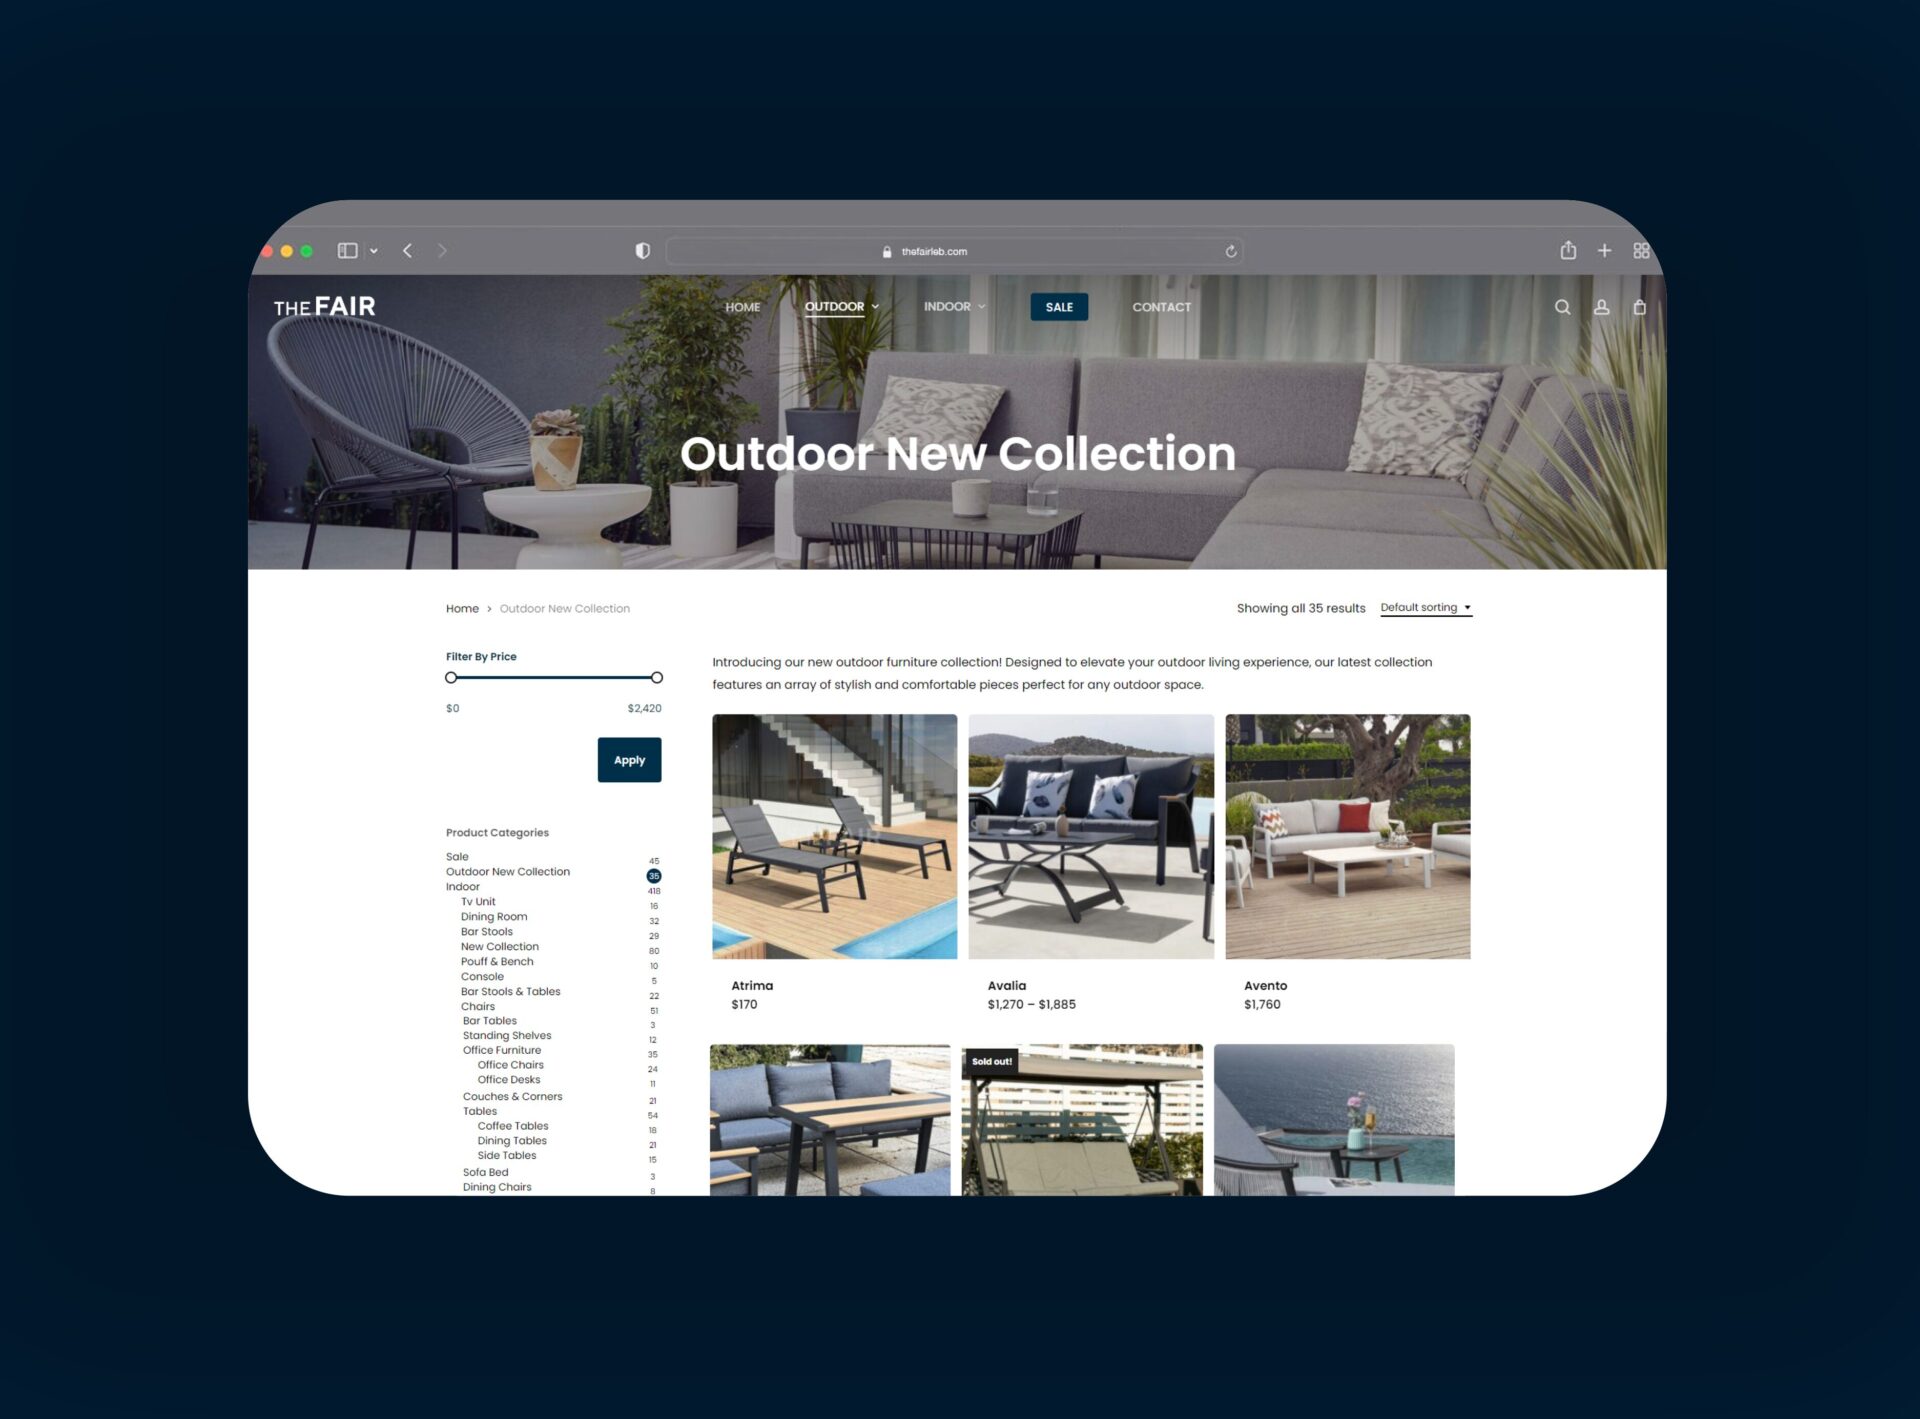 thefairleb.com
THE FAIR
HOME
OUTDOOR
INDOOR
SALE
CONTACT
Outdoor New Collection
Home > Outdoor New Collection
Showing all 35 results
Default sorting
Filter By Price
$0
$2,420
Apply
Introducing our new outdoor furniture collection! Designed to elevate your outdoor living experience, our latest collection
features an array of stylish and comfortable pieces perfect for any outdoor space.
Product Categories
Sale 45
Outdoor New Collection 35
Indoor 418
Tv Unit 16
Dining Room 32
Bar Stools 29
New Collection 80
Pouff & Bench 10
Console 5
Bar Stools & Tables 22
Chairs 51
Bar Tables 3
Standing Shelves 12
Office Furniture 35
Office Chairs 24
Office Desks 11
Couches & Corners 21
Tables 54
Coffee Tables 18
Dining Tables 21
Side Tables 15
Sofa Bed 3
Dining Chairs 8
Atrima
$170
Avalia
$1,270 – $1,885
Avento
$1,760
Sold out!